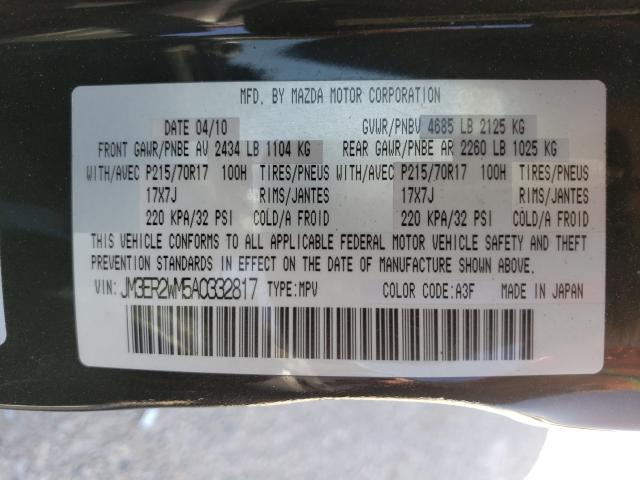 MFD. BY MAZDA MOTOR CORPORATION
DATE 04/10 GVWR/PNBV 4685 LB 2125 KG
FRONT GAWR/PNBE AV 2434 LB 1104 KG REAR GAWR/PNBE AR 2260 LB 1025 KG
WITH/AVEC P215/70R17 100H TIRES/PNEUS WITH/AVEC P215/70R17 100H TIRES/PNEUS
17X7J RIMS/JANTES 17X7J RIMS/JANTES
220 KPA/32 PSI COLD/A FROID 220 KPA/32 PSI COLD/A FROID
THIS VEHICLE CONFORMS TO ALL APPLICABLE FEDERAL MOTOR VEHICLE SAFETY AND THEFT
PREVENTION STANDARDS IN EFFECT ON THE DATE OF MANUFACTURE SHOWN ABOVE.
VIN: JM3ER2WM5A0332817 TYPE:MPV COLOR CODE:A3F MADE IN JAPAN